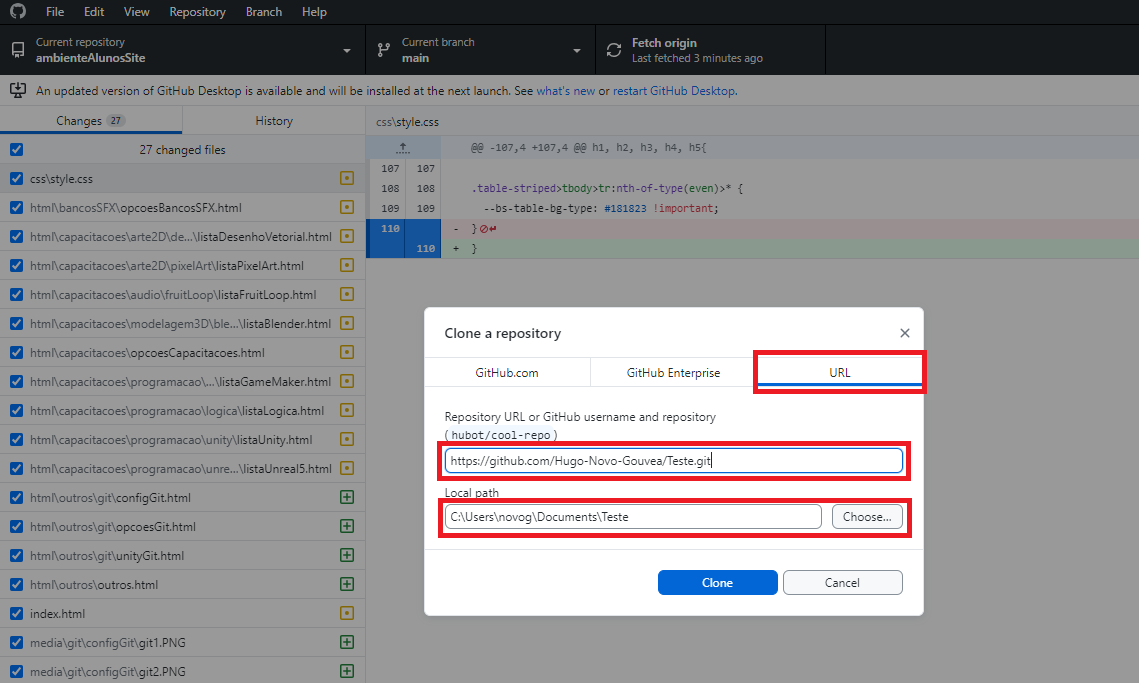 File Edit View Repository Branch Help
Current repository
ambienteAlunosSite
Current branch
main
Fetch origin
Last fetched 3 minutes ago
An updated version of GitHub Desktop is available and will be installed at the next launch. See what's new or restart GitHub Desktop.
Changes 27
History
27 changed files
css\style.css
html\bancosSFX\opcoesBancosSFX.html
html\capacitacoes\arte2D\de...\listaDesenhoVetorial.html
html\capacitacoes\arte2D\pixelArt\listaPixelArt.html
html\capacitacoes\audio\fruitLoop\listaFruitLoop.html
html\capacitacoes\modelagem3D\ble...\listaBlender.html
html\capacitacoes\opcoesCapacitacoes.html
html\capacitacoes\programacao\...\listaGameMaker.html
html\capacitacoes\programacao\logica\listaLogica.html
html\capacitacoes\programacao\unity\listaUnity.html
html\capacitacoes\programacao\unre...\listaUnreal5.html
html\outros\git\configGit.html
html\outros\git\opcoesGit.html
html\outros\git\unityGit.html
html\outros\outros.html
index.html
media\git\configGit\git1.PNG
media\git\configGit\git2.PNG
css\style.css
@@ -107,4 +107,4 @@ h1, h2, h3, h4, h5{
107 107
108 108 .table-striped>tbody>tr:nth-of-type(even)>* {
109 109 --bs-table-bg-type: #181823 !important;
110 - }
110 + }
Clone a repository
GitHub.com
GitHub Enterprise
URL
Repository URL or GitHub username and repository
(hubot/cool-repo)
https://github.com/Hugo-Novo-Gouvea/Teste.git
Local path
C:\Users\novog\Documents\Teste
Choose...
Clone
Cancel